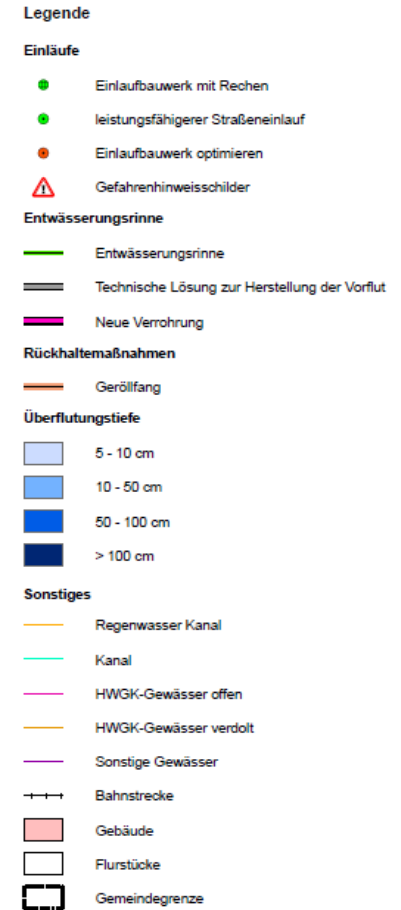 Legende
Einläufe
Einlaufbauwerk mit Rechen
leistungsfähigerer Straßeneinlauf
Einlaufbauwerk optimieren
Gefahrenhinweisschilder
Entwässerungsrinne
Entwässerungsrinne
Technische Lösung zur Herstellung der Vorflut
Neue Verrohrung
Rückhaltemaßnahmen
Geröllfang
Überflutungstiefe
5 - 10 cm
10 - 50 cm
50 - 100 cm
> 100 cm
Sonstiges
Regenwasser Kanal
Kanal
HWGK-Gewässer offen
HWGK-Gewässer verdolt
Sonstige Gewässer
Bahnstrecke
Gebäude
Flurstücke
Gemeindegrenze